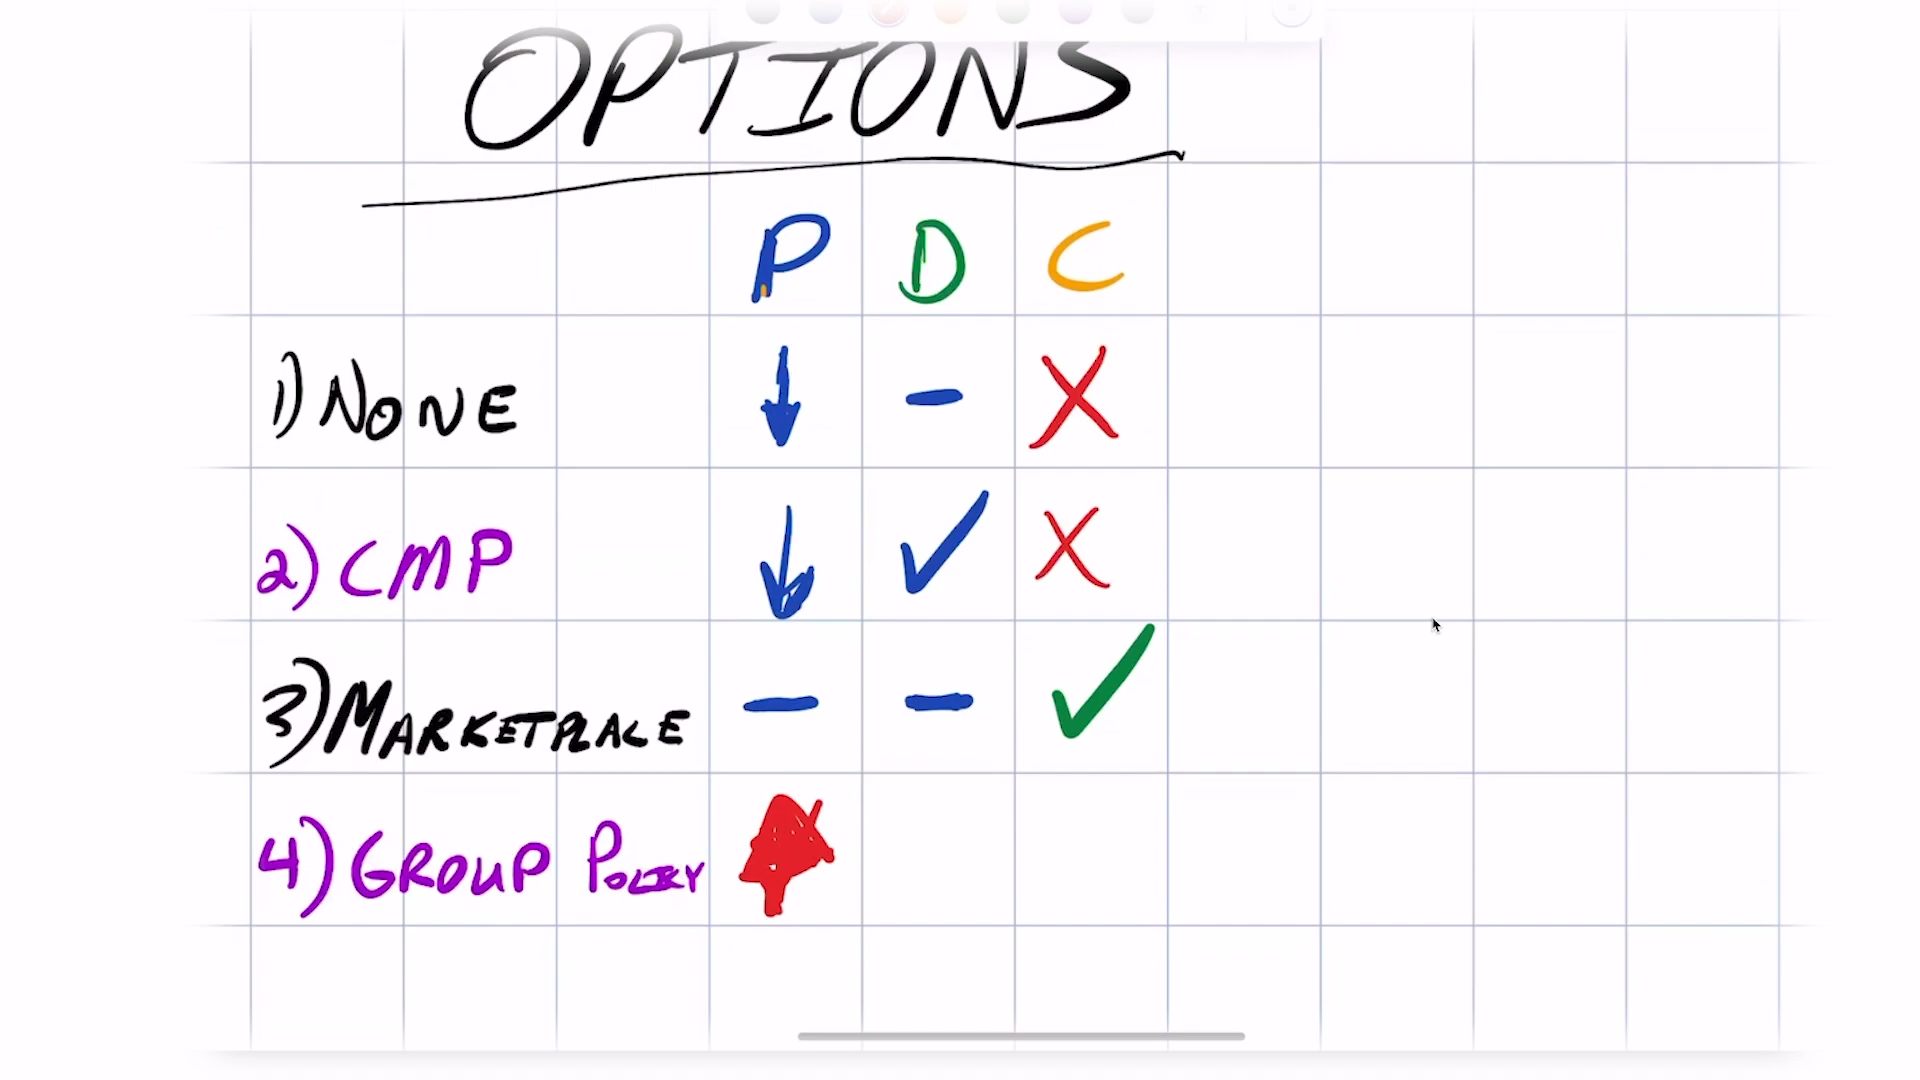 OPTIONS
P D C
1) NONE ↓ - X
2) CMP ↓ ✓ X
3) MARKETPLACE - - ✓
4) GROUP POLICY ↑